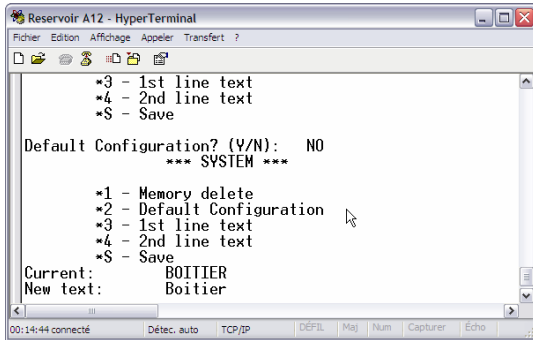 Reservoir A12 - HyperTerminal
Fichier Edition Affichage Appeler Transfert ?
*3 - 1st line text
*4 - 2nd line text
*S - Save
Default Configuration? (Y/N): NO
*** SYSTEM ***
*1 - Memory delete
*2 - Default Configuration
*3 - 1st line text
*4 - 2nd line text
*S - Save
Current: BOITIER
New text: Boitier
00:14:44 connecté Détec. auto TCP/IP DÉFIL Maj Num Capturer Écho